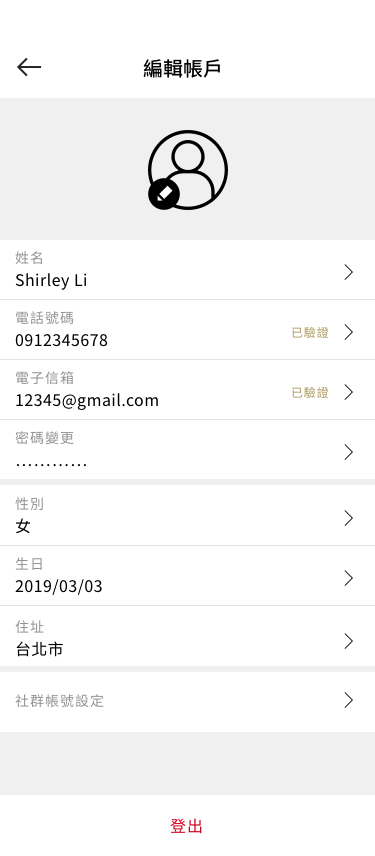 編輯帳戶
姓名
Shirley Li
電話號碼
0912345678
已驗證
電子信箱
12345@gmail.com
已驗證
密碼變更
…………
性別
女
生日
2019/03/03
住址
台北市
社群帳號設定
登出